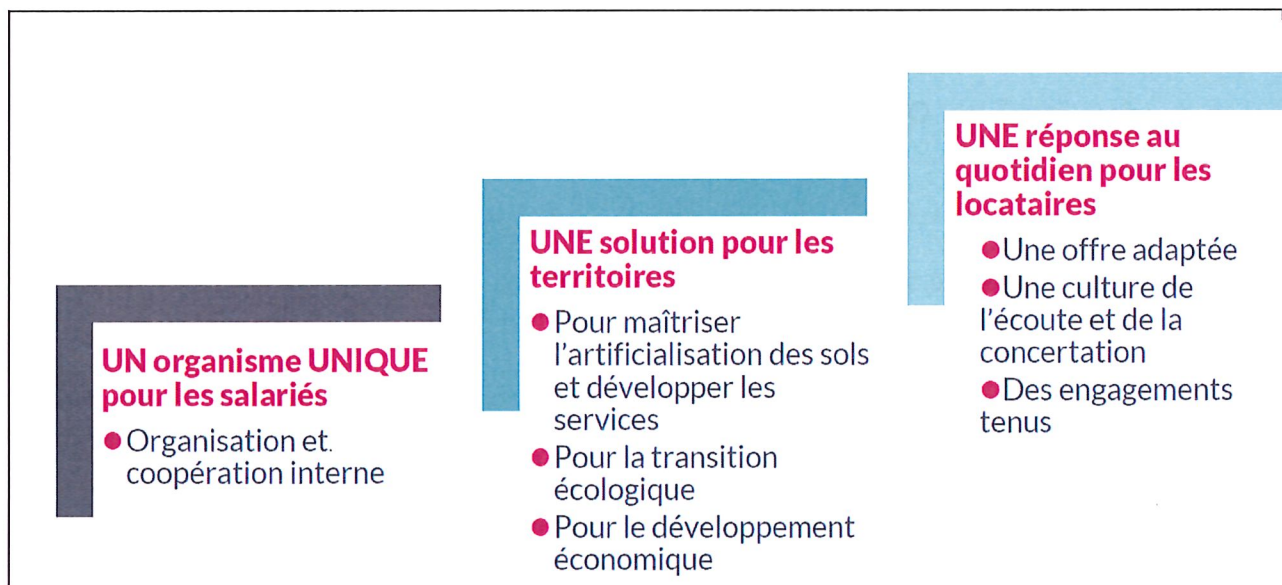 UN organisme UNIQUE
pour les salariés
● Organisation et.
coopération interne
UNE solution pour les
territoires
● Pour maîtriser
l’artificialisation des sols
et développer les
services
● Pour la transition
écologique
● Pour le développement
économique
UNE réponse au
quotidien pour les
locataires
● Une offre adaptée
● Une culture de
l’écoute et de la
concertation
● Des engagements
tenus